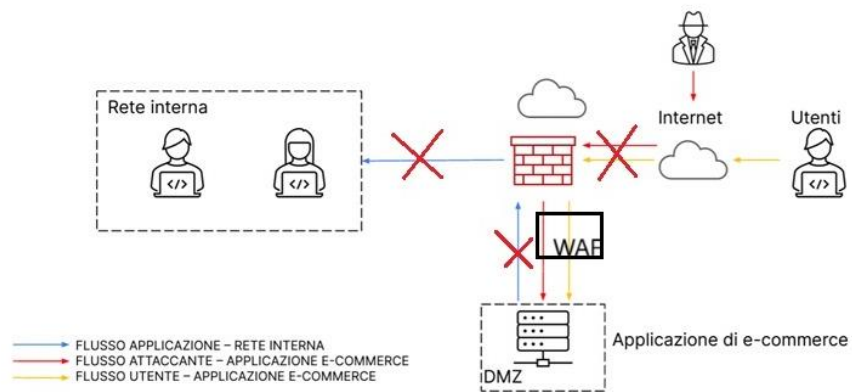 Rete interna
Internet
Utenti
WAF
Applicazione di e-commerce
DMZ
FLUSSO APPLICAZIONE – RETE INTERNA
FLUSSO ATTACCANTE – APPLICAZIONE E-COMMERCE
FLUSSO UTENTE – APPLICAZIONE E-COMMERCE